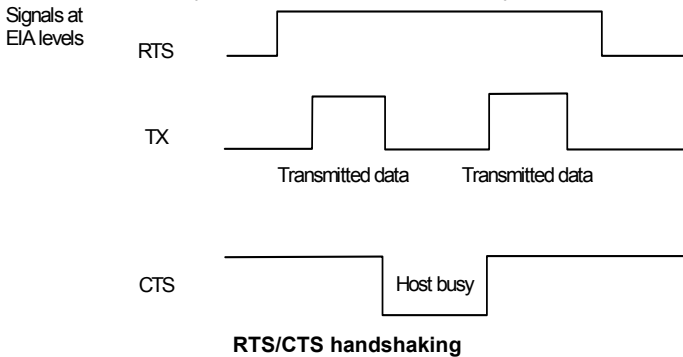 Signals at
EIA levels
RTS
TX
Transmitted data Transmitted data
CTS
Host busy
RTS/CTS handshaking